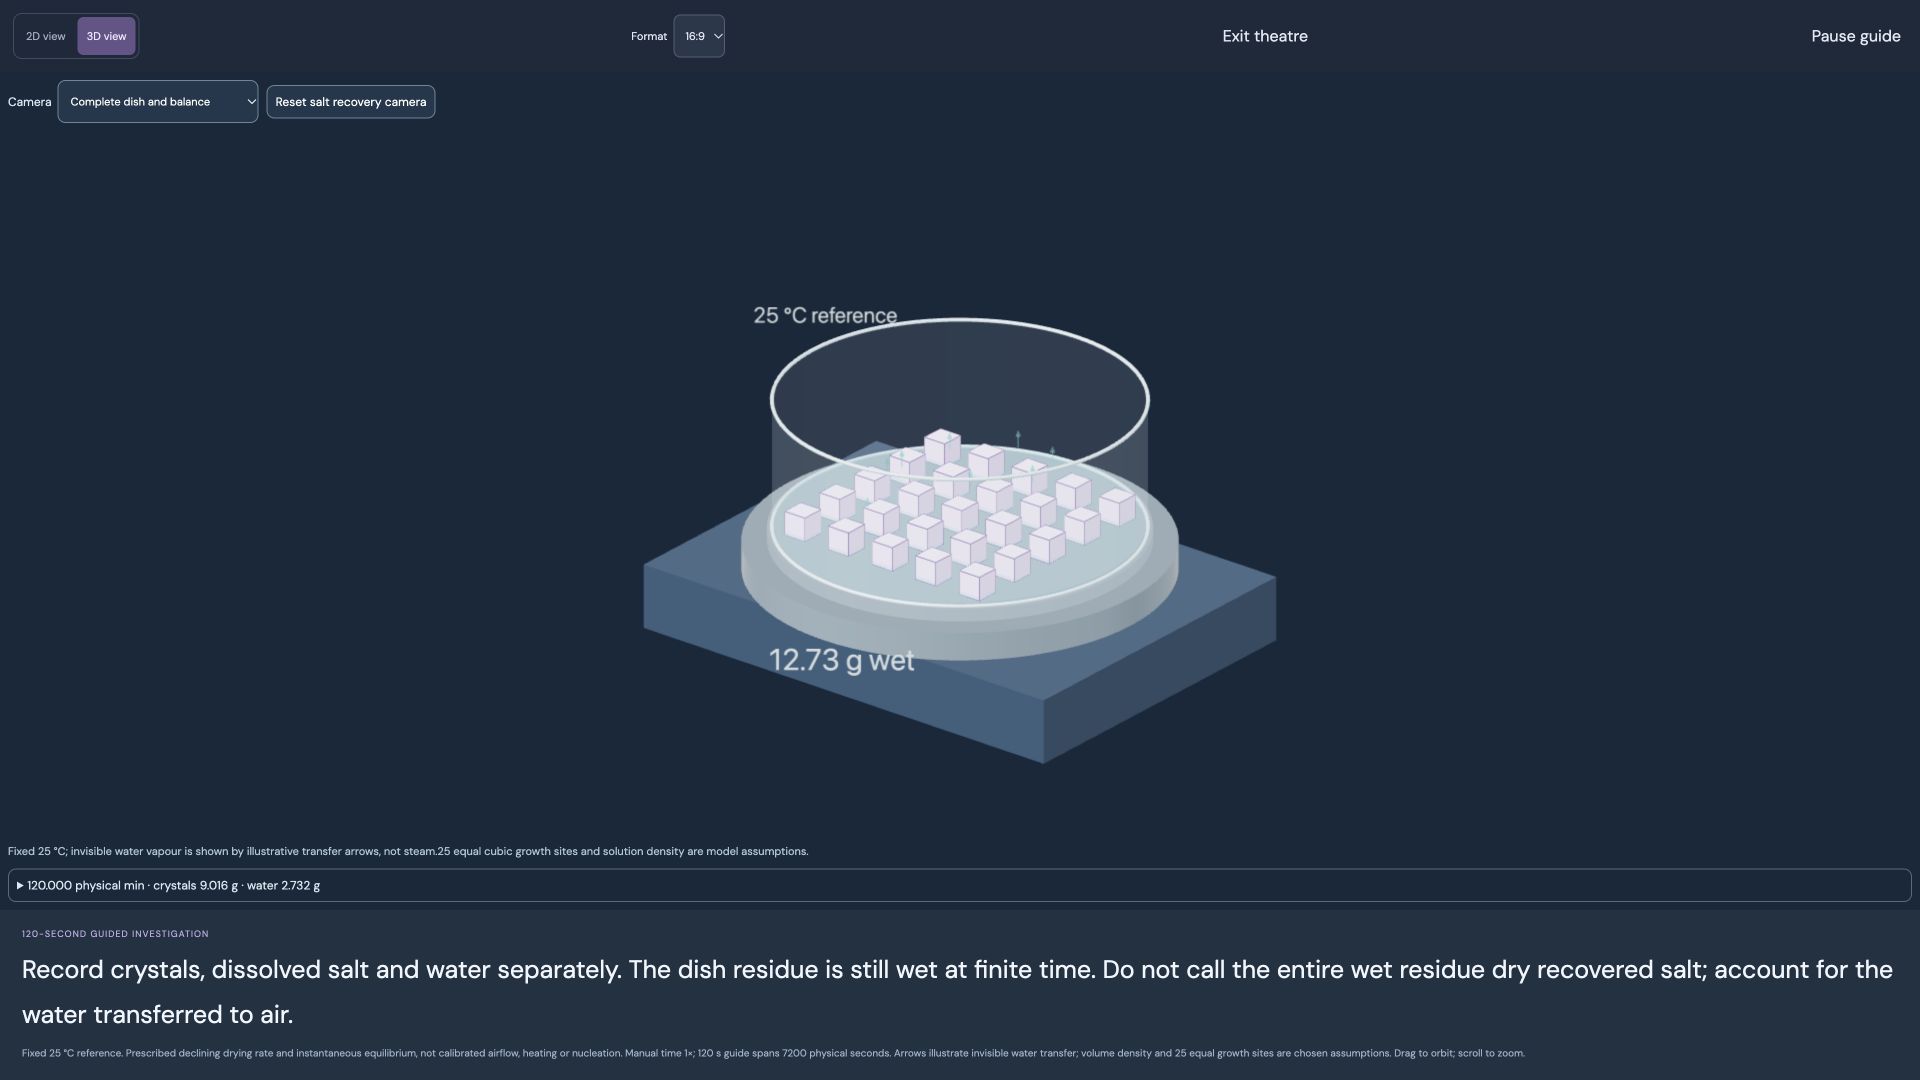 2D view
3D view
Format
16:9
Exit theatre
Pause guide
Camera
Complete dish and balance
Reset salt recovery camera
25 °C reference
12.73 g wet
Fixed 25 °C; invisible water vapour is shown by illustrative transfer arrows, not steam.25 equal cubic growth sites and solution density are model assumptions.
120.000 physical min · crystals 9.016 g · water 2.732 g
120-SECOND GUIDED INVESTIGATION
Record crystals, dissolved salt and water separately. The dish residue is still wet at finite time. Do not call the entire wet residue dry recovered salt; account for the
water transferred to air.
Fixed 25 °C reference. Prescribed declining drying rate and instantaneous equilibrium, not calibrated airflow, heating or nucleation. Manual time 1×; 120 s guide spans 7200 physical seconds. Arrows illustrate invisible water transfer; volume density and 25 equal growth sites are chosen assumptions. Drag to orbit; scroll to zoom.